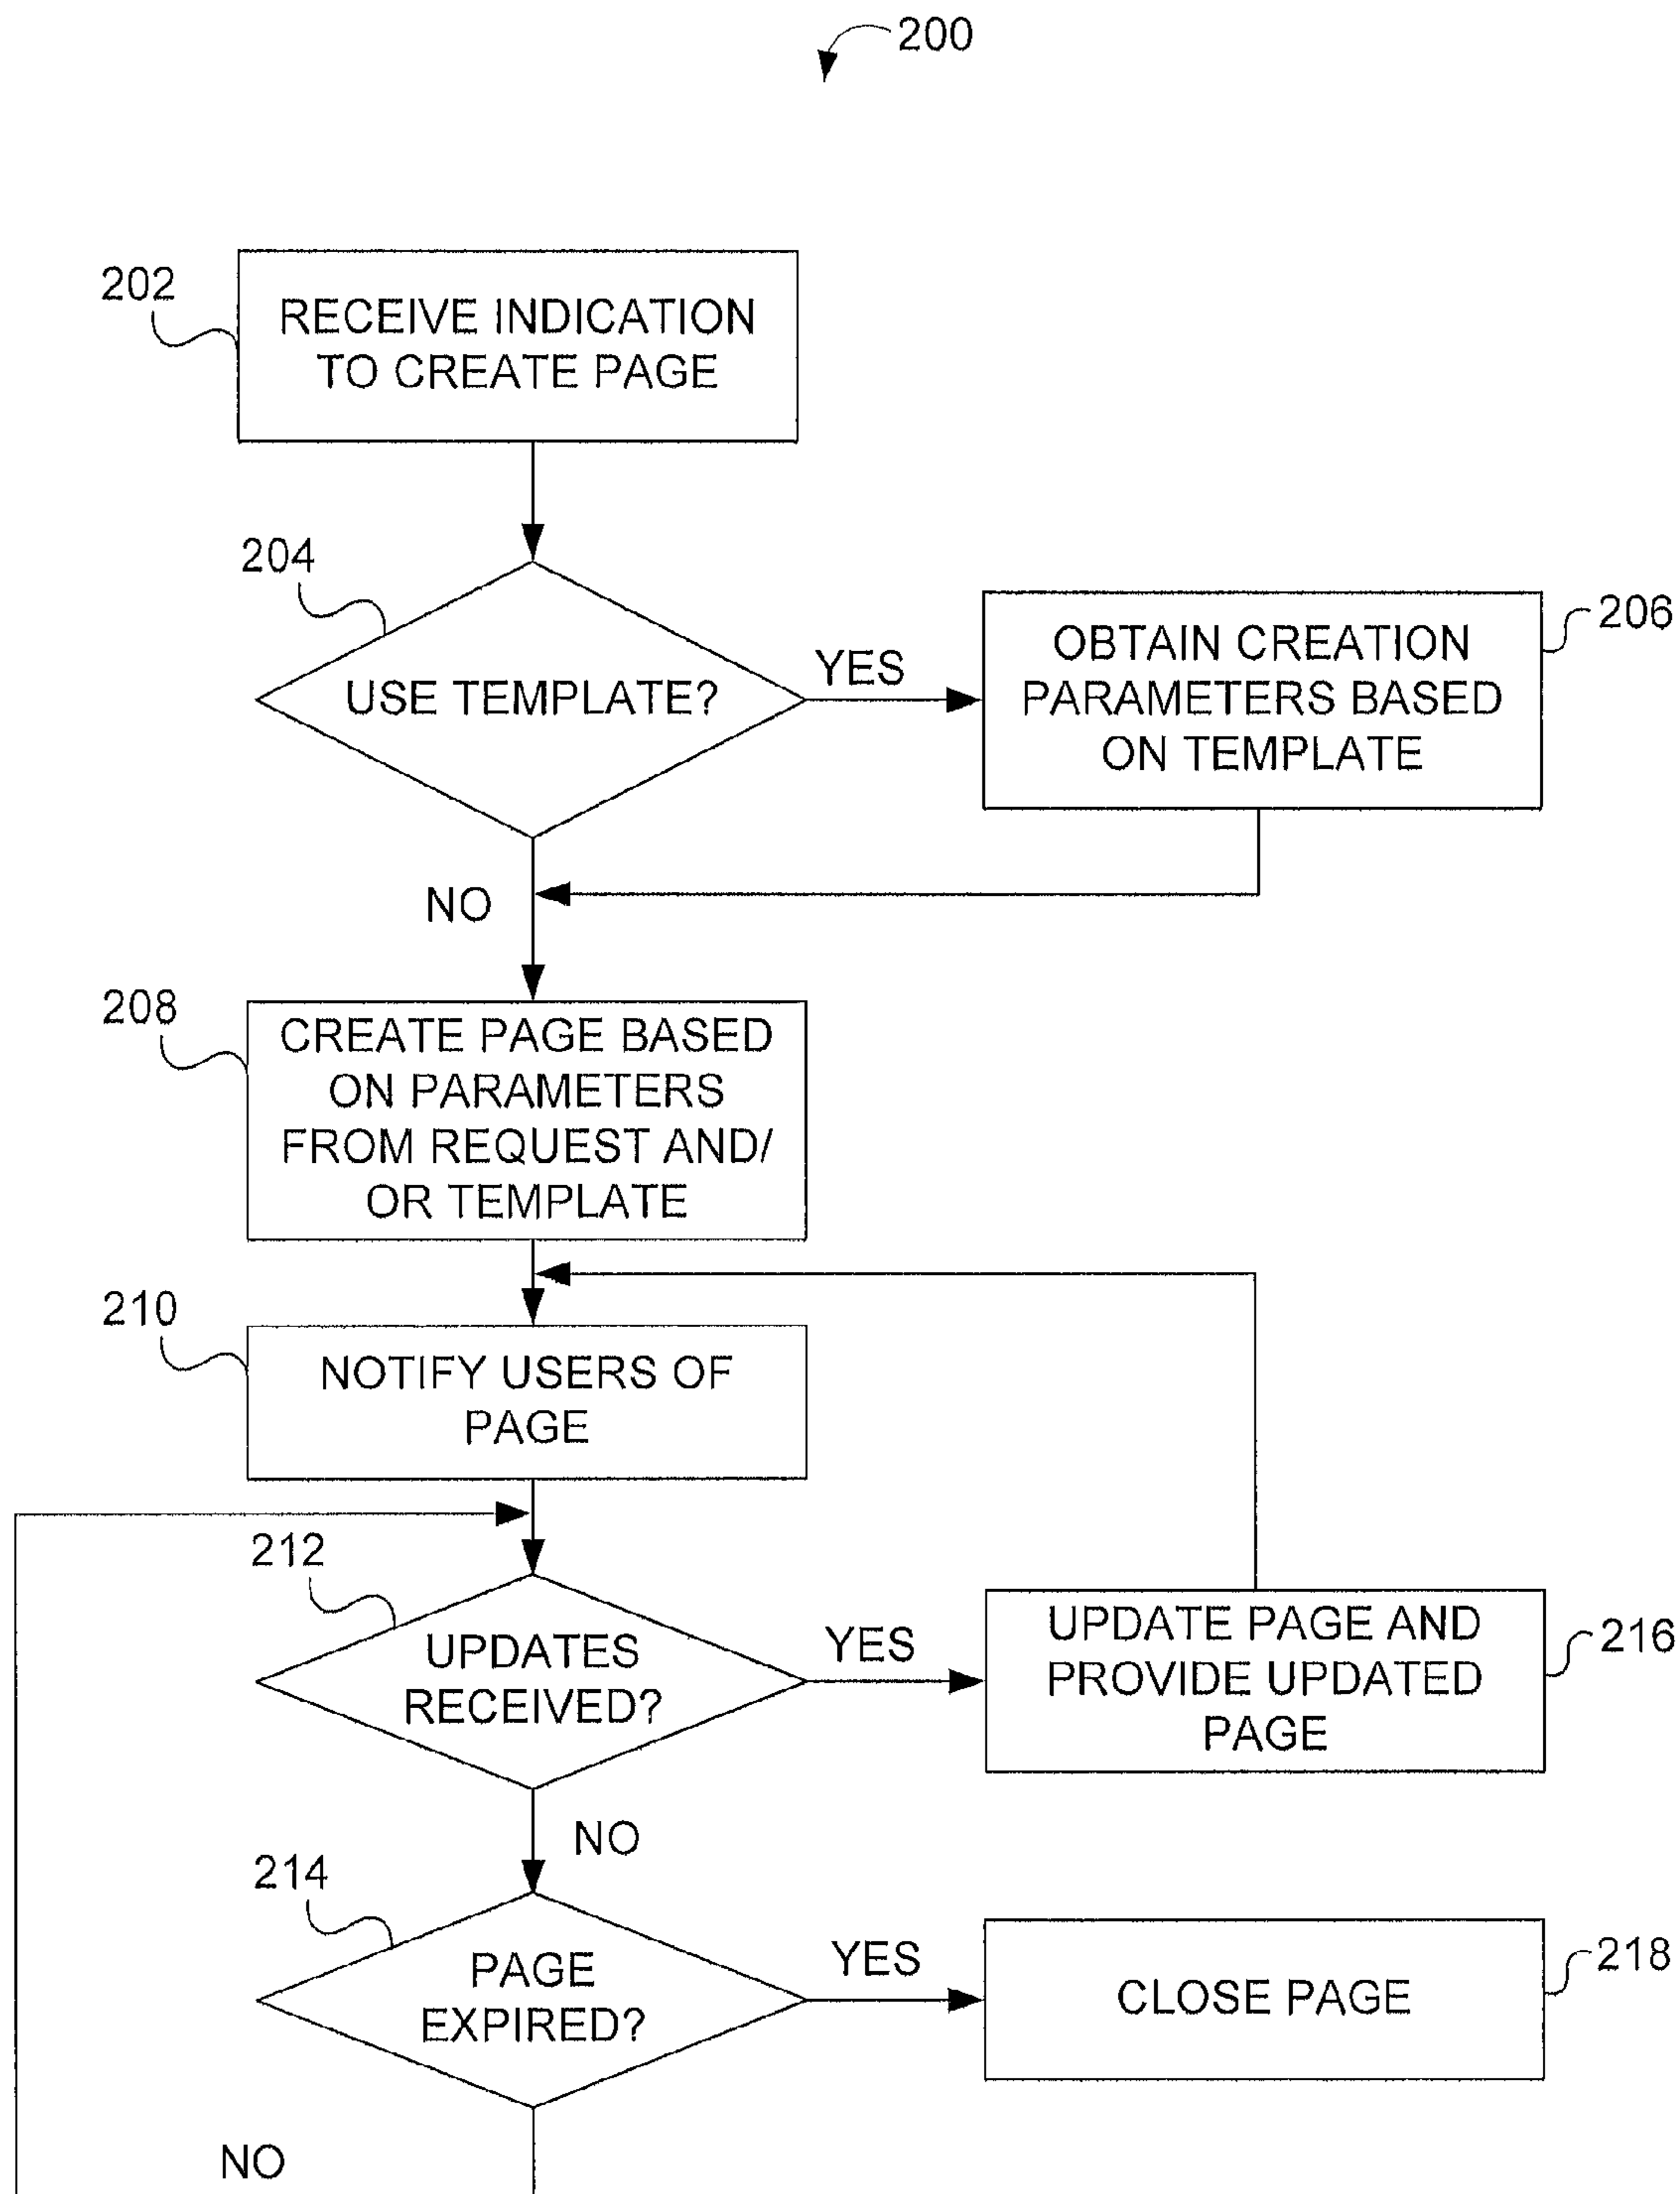 200
202
RECEIVE INDICATION
TO CREATE PAGE
204
USE TEMPLATE?
YES
206
OBTAIN CREATION
PARAMETERS BASED
ON TEMPLATE
NO
208
CREATE PAGE BASED
ON PARAMETERS
FROM REQUEST AND/
OR TEMPLATE
210
NOTIFY USERS OF
PAGE
212
UPDATES
RECEIVED?
YES
216
UPDATE PAGE AND
PROVIDE UPDATED
PAGE
NO
214
PAGE
EXPIRED?
YES
218
CLOSE PAGE
NO